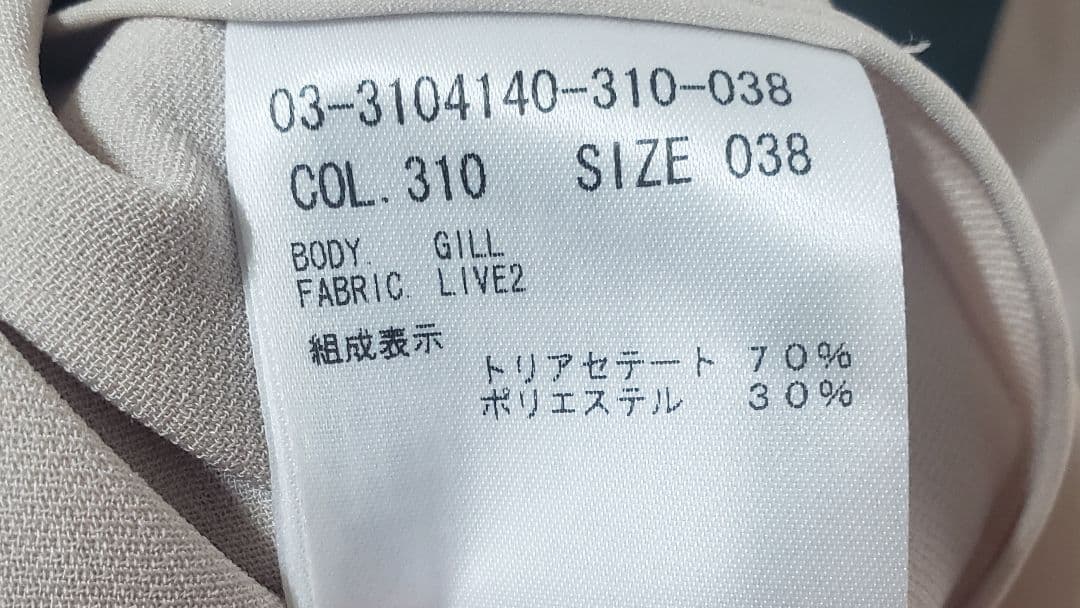 03-3104140-310-038
COL. 310 SIZE 038
BODY. GILL
FABRIC. LIVE2
組成表示
トリアセテート 70%
ポリエステル 30%